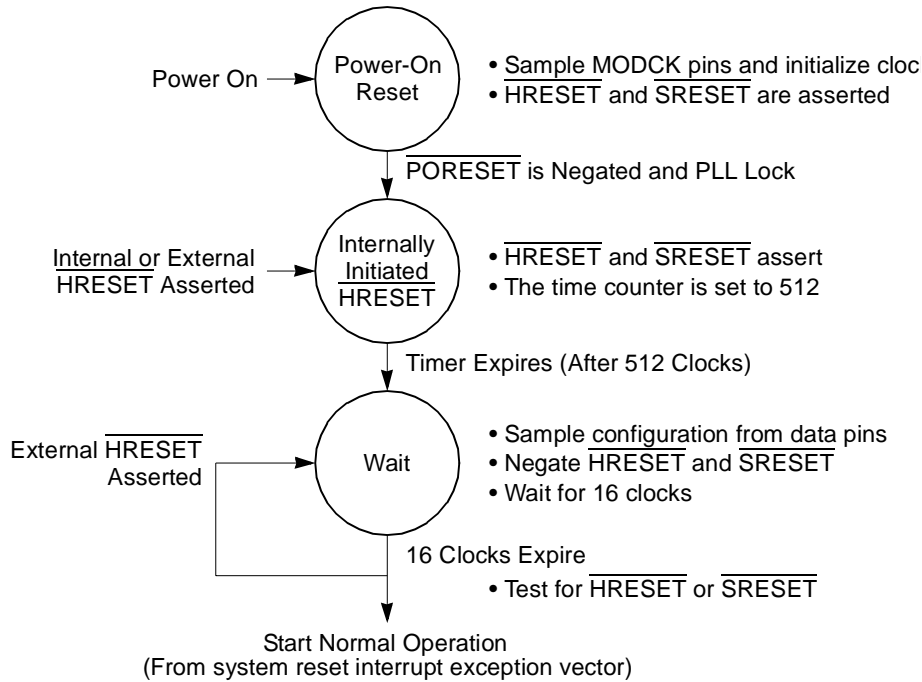 Power On
Power-On
Reset
• Sample MODCK pins and initialize cloc
• HRESET and SRESET are asserted
PORESET is Negated and PLL Lock
Internal or External
HRESET Asserted
Internally
Initiated
HRESET
• HRESET and SRESET assert
• The time counter is set to 512
Timer Expires (After 512 Clocks)
External HRESET
Asserted
Wait
• Sample configuration from data pins
• Negate HRESET and SRESET
• Wait for 16 clocks
16 Clocks Expire
• Test for HRESET or SRESET
Start Normal Operation
(From system reset interrupt exception vector)